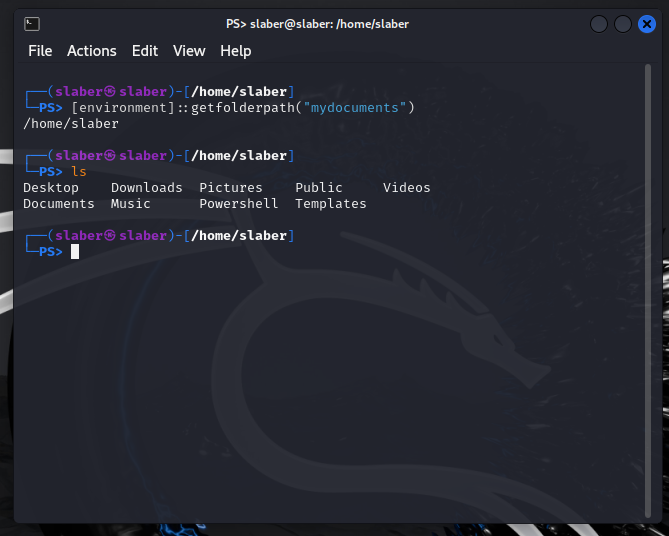 PS> slaber@slaber: /home/slaber
File Actions Edit View Help
┌──(slaber㉿slaber)-[/home/slaber]
└─PS> [environment]::getfolderpath("mydocuments")
/home/slaber
┌──(slaber㉿slaber)-[/home/slaber]
└─PS> ls
Desktop Downloads Pictures Public Videos
Documents Music Powershell Templates
┌──(slaber㉿slaber)-[/home/slaber]
└─PS>